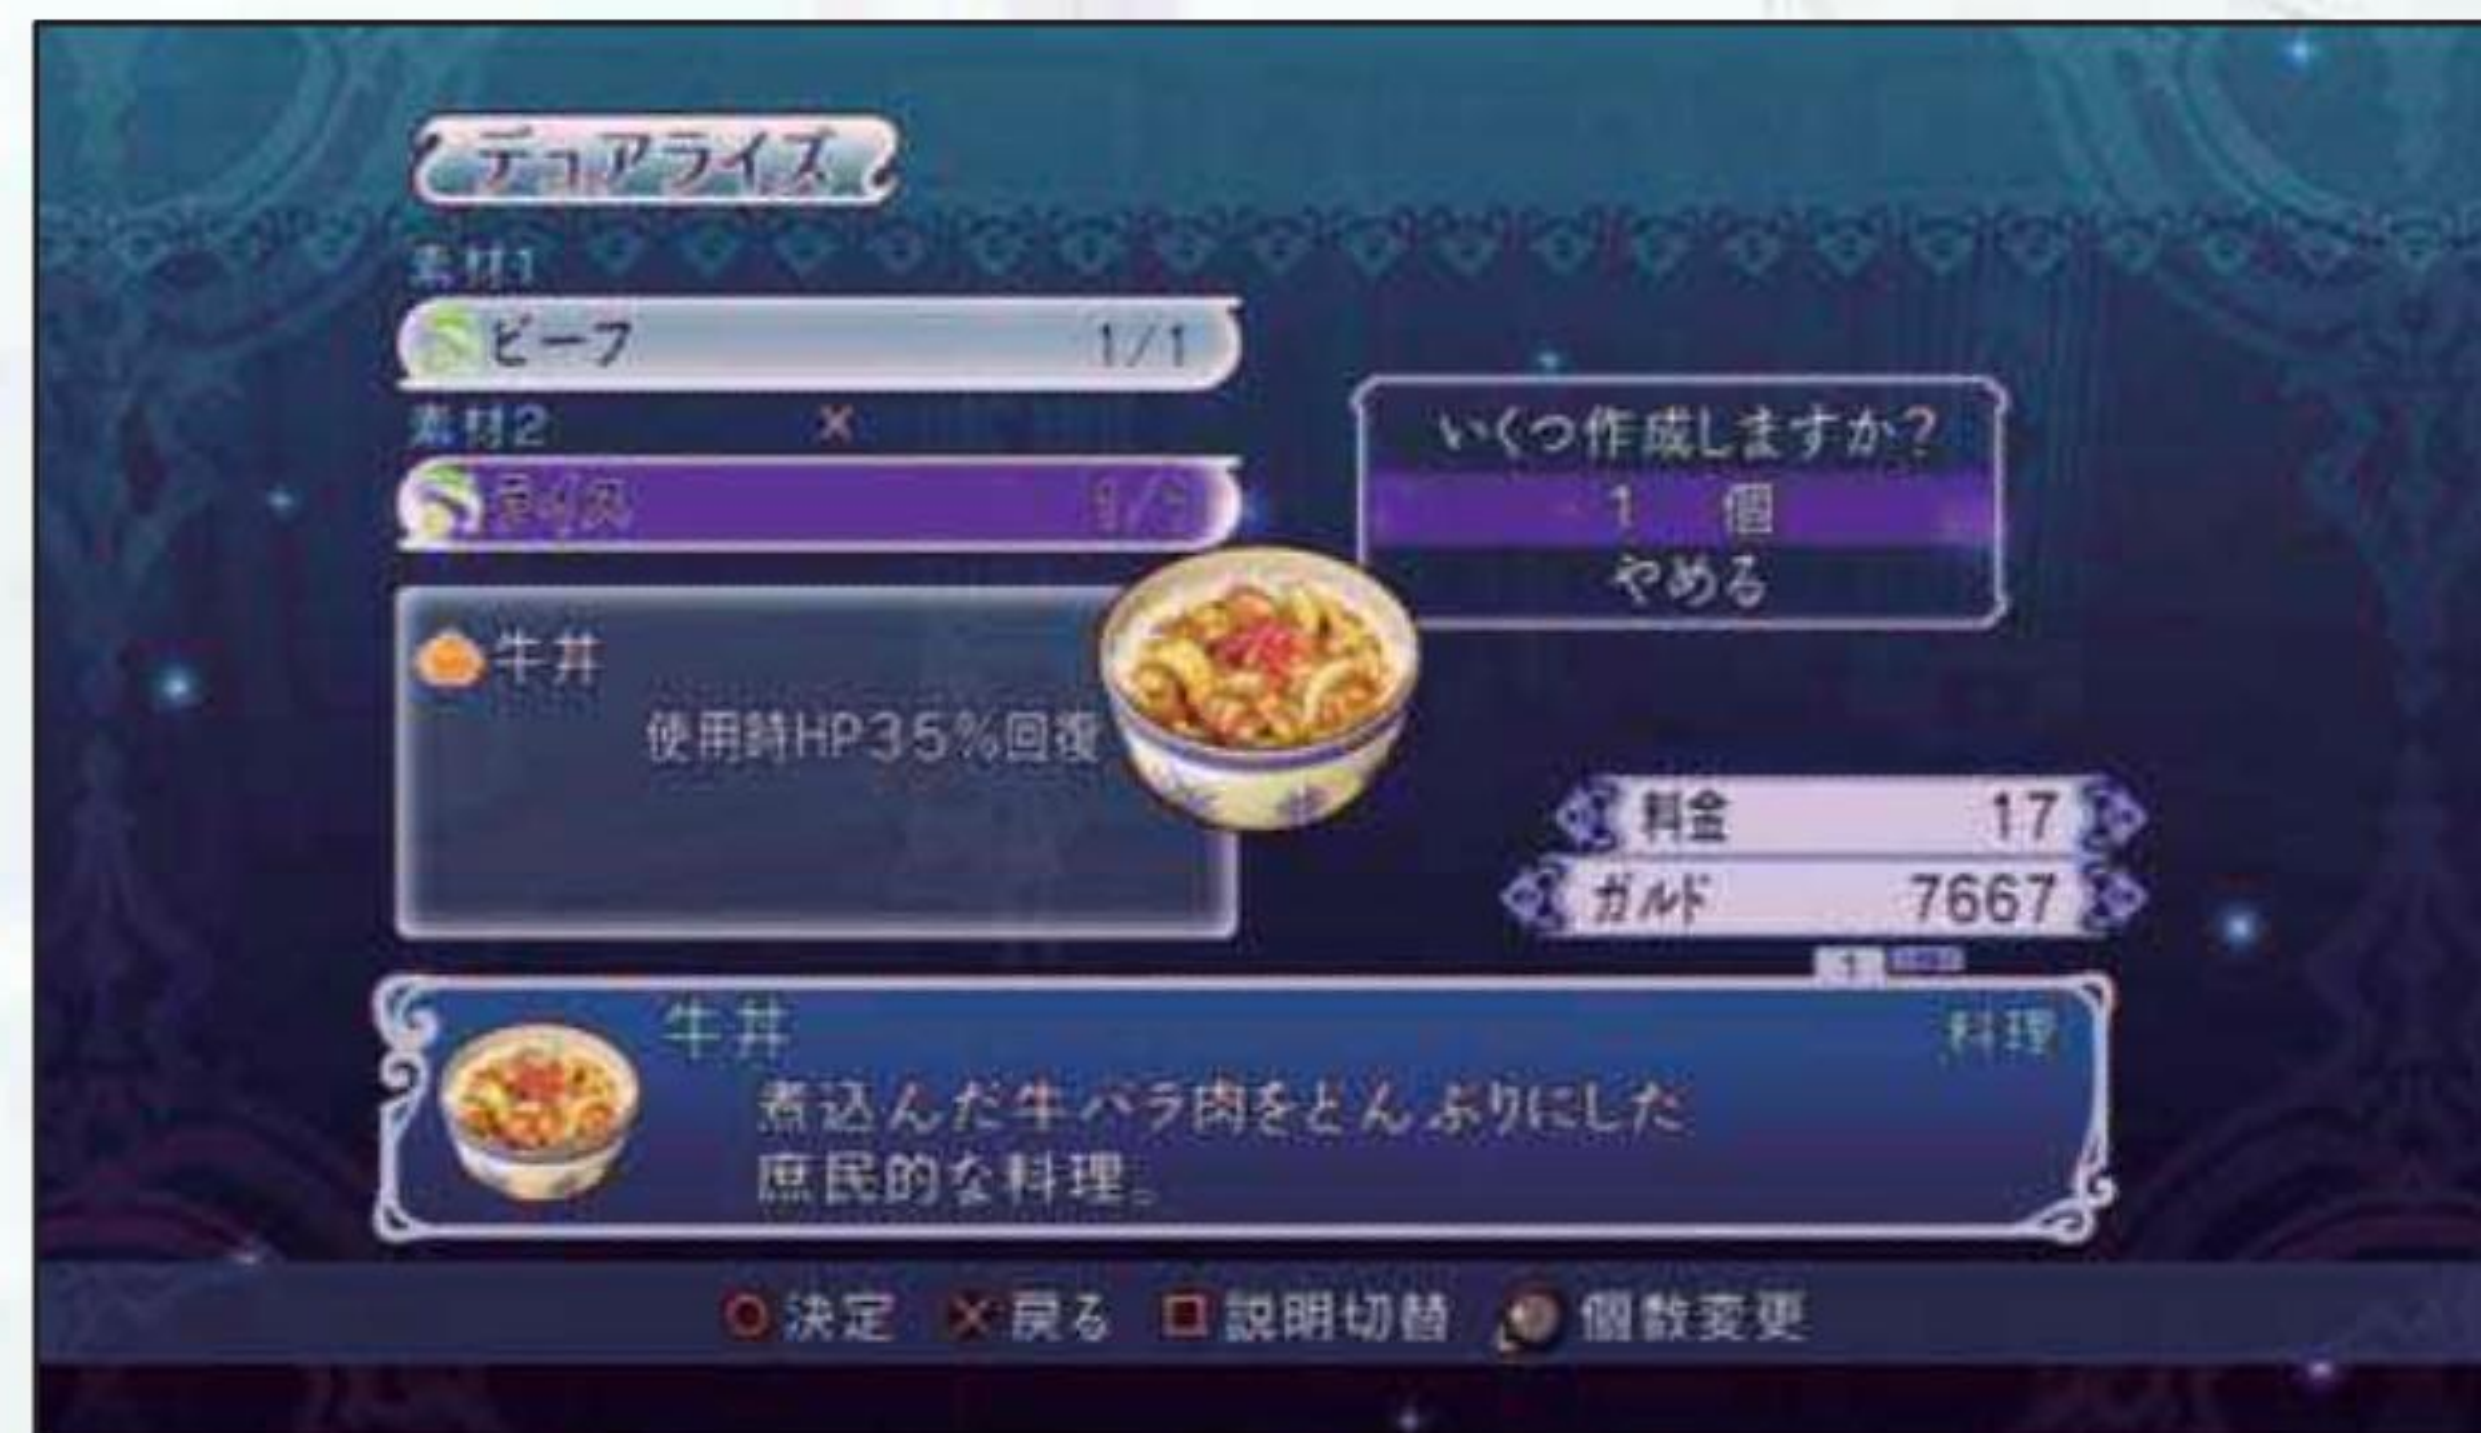 デュアライズ
素材1
ビーフ 1/1
素材2
×
ライス
いくつ作成しますか?
1 個
やめる
牛丼
使用時HP35%回復
料金 17
ガルド 7667
1
牛丼
料理
煮込んだ牛バラ肉をどんぶりにした
庶民的な料理。
決定 戻る 説明切替 個数変更